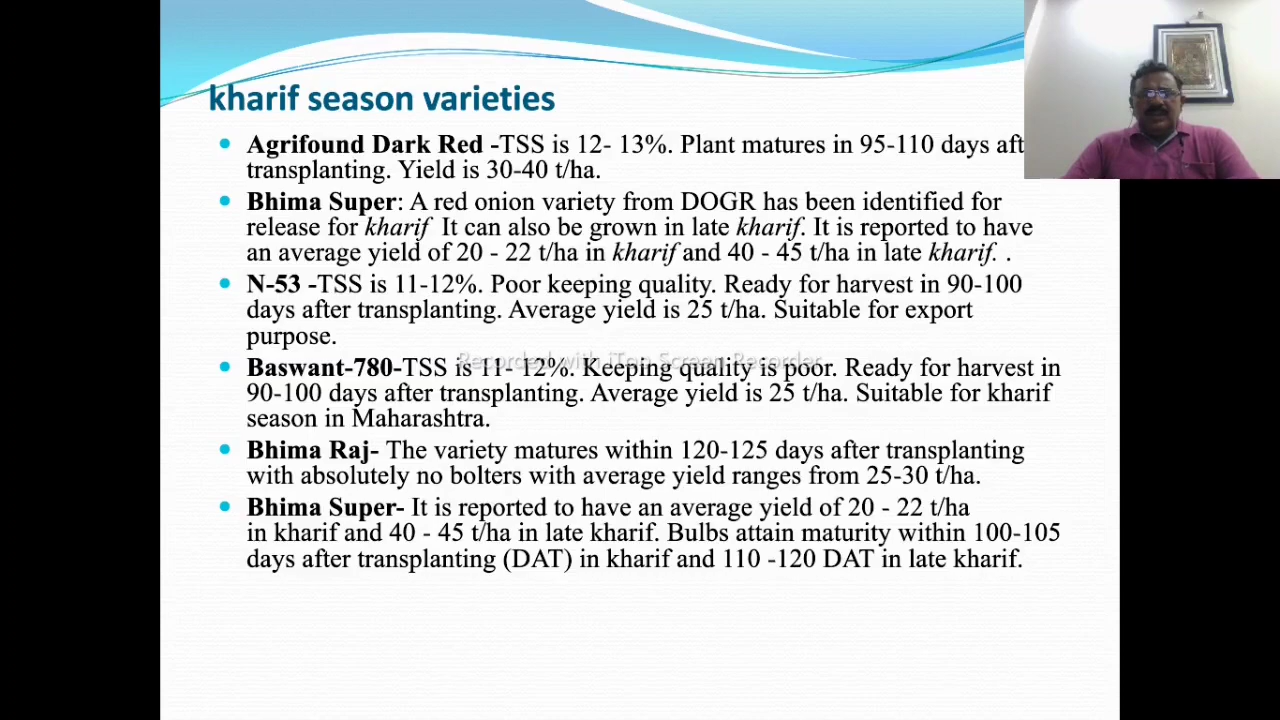 kharif season varieties
Agrifound Dark Red -TSS is 12- 13%. Plant matures in 95-110 days aft
transplanting. Yield is 30-40 t/ha.
Bhima Super: A red onion variety from DOGR has been identified for
release for kharif It can also be grown in late kharif. It is reported to have
an average yield of 20 - 22 t/ha in kharif and 40 - 45 t/ha in late kharif. .
N-53 -TSS is 11-12%. Poor keeping quality. Ready for harvest in 90-100
days after transplanting. Average yield is 25 t/ha. Suitable for export
purpose.
Recorded with iTop Screen Recorder
Baswant-780-TSS is 11- 12%. Keeping quality is poor. Ready for harvest in
90-100 days after transplanting. Average yield is 25 t/ha. Suitable for kharif
season in Maharashtra.
Bhima Raj- The variety matures within 120-125 days after transplanting
with absolutely no bolters with average yield ranges from 25-30 t/ha.
Bhima Super- It is reported to have an average yield of 20 - 22 t/ha
in kharif and 40 - 45 t/ha in late kharif. Bulbs attain maturity within 100-105
days after transplanting (DAT) in kharif and 110 -120 DAT in late kharif.